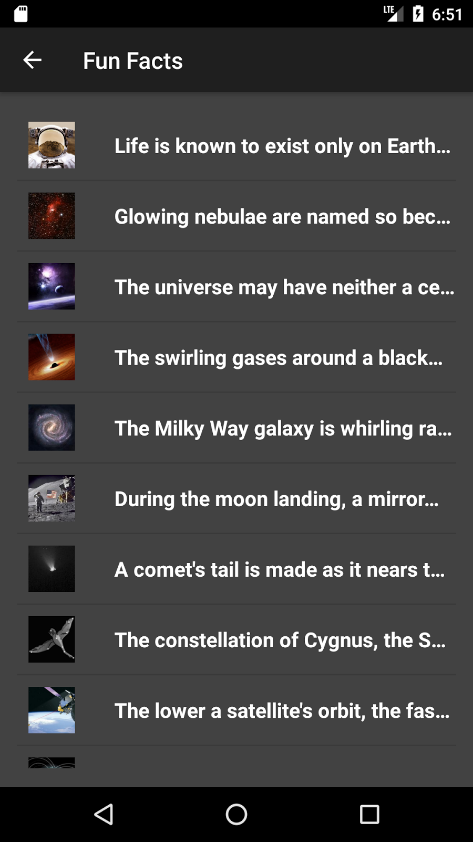 LTE 6:51
Fun Facts
Life is known to exist only on Earth...
Glowing nebulae are named so bec...
The universe may have neither a ce...
The swirling gases around a black...
The Milky Way galaxy is whirling ra...
During the moon landing, a mirror...
A comet's tail is made as it nears t...
The constellation of Cygnus, the S...
The lower a satellite's orbit, the fas...